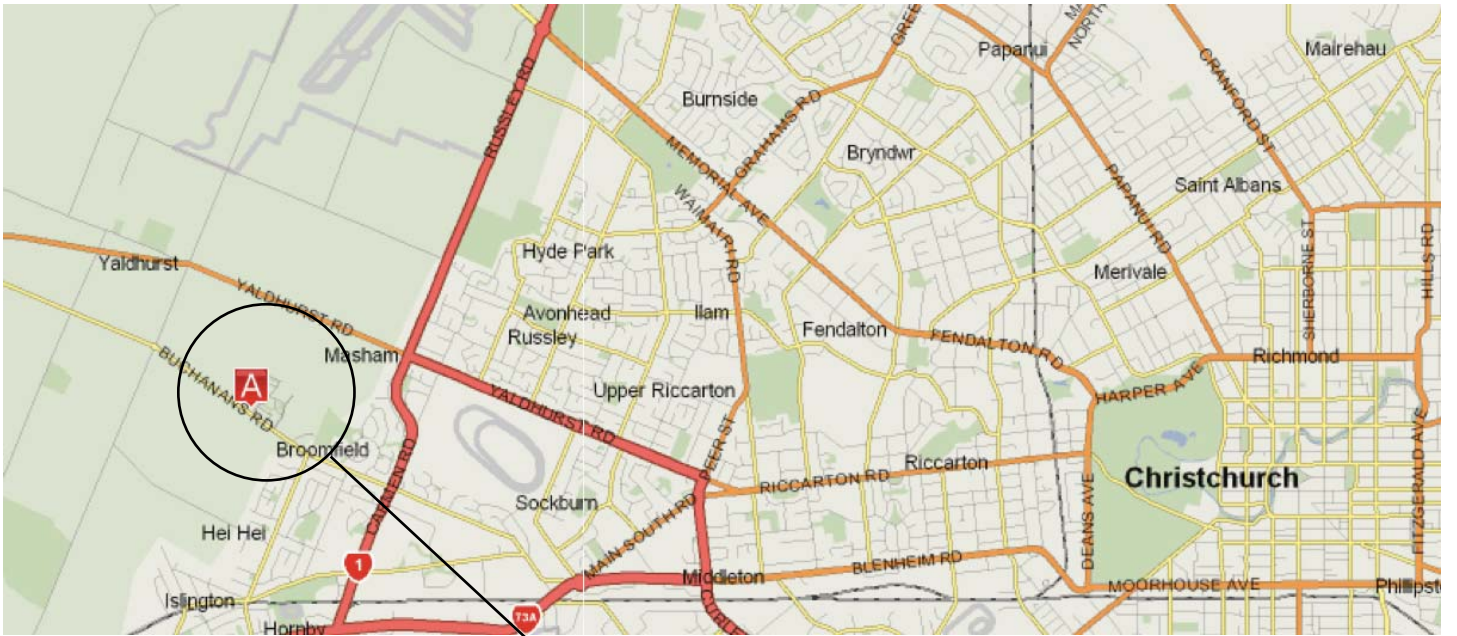 Papanui
Mairehau
Burnside
RUSSLEY RD
GRAHAMS RD
CRANFORD ST
Bryndwr
MEMORIAL AVE
Saint Albans
WAIMAIRI RD
PAPANUI RD
Hyde Park
Yaldhurst
Merivale
HILLS RD
SHERBORNE ST
YALDHURST RD
Avonhead
Ilam
Russley
Fendalton
FENDALTON RD
Masham
Richmond
BUCHANANS RD
A
Upper Riccarton
HARPER AVE
YALDHURST RD
PEER ST
Broomfield
Riccarton
RICCARTON RD
Christchurch
CARMEN RD
Sockburn
DEANS AVE
FITZGERALD AVE
MAIN SOUTH RD
Hei Hei
BLENHEIM RD
1
Middleton
MOORHOUSE AVE
Islington
73A
Hornby